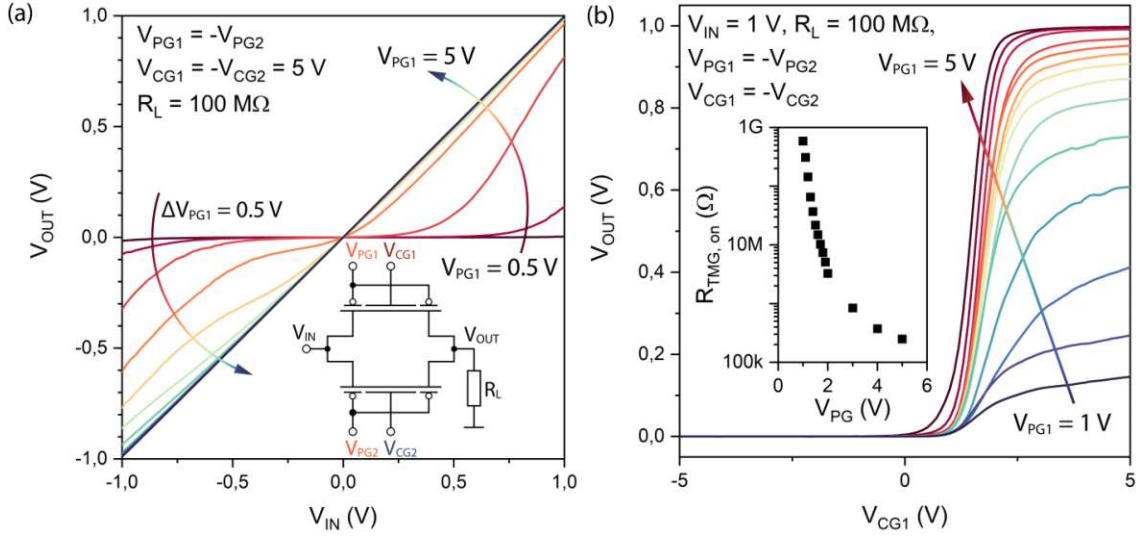 (a)
V_PG1 = -V_PG2
V_CG1 = -V_CG2 = 5 V
R_L = 100 MΩ
V_PG1 = 5 V
ΔV_PG1 = 0.5 V
V_PG1 = 0.5 V
V_PG1 V_CG1
V_IN
V_OUT
R_L
V_PG2 V_CG2
V_OUT (V)
1,0
0,5
0,0
-0,5
-1,0
-1,0 -0,5 0,0 0,5 1,0
V_IN (V)
(b)
V_IN = 1 V, R_L = 100 MΩ,
V_PG1 = -V_PG2
V_CG1 = -V_CG2
V_PG1 = 5 V
V_PG1 = 1 V
R_TMG, on (Ω)
1G
10M
100k
0 2 4 6
V_PG (V)
V_OUT (V)
1,0
0,8
0,6
0,4
0,2
0,0
-5 0 5
V_CG1 (V)